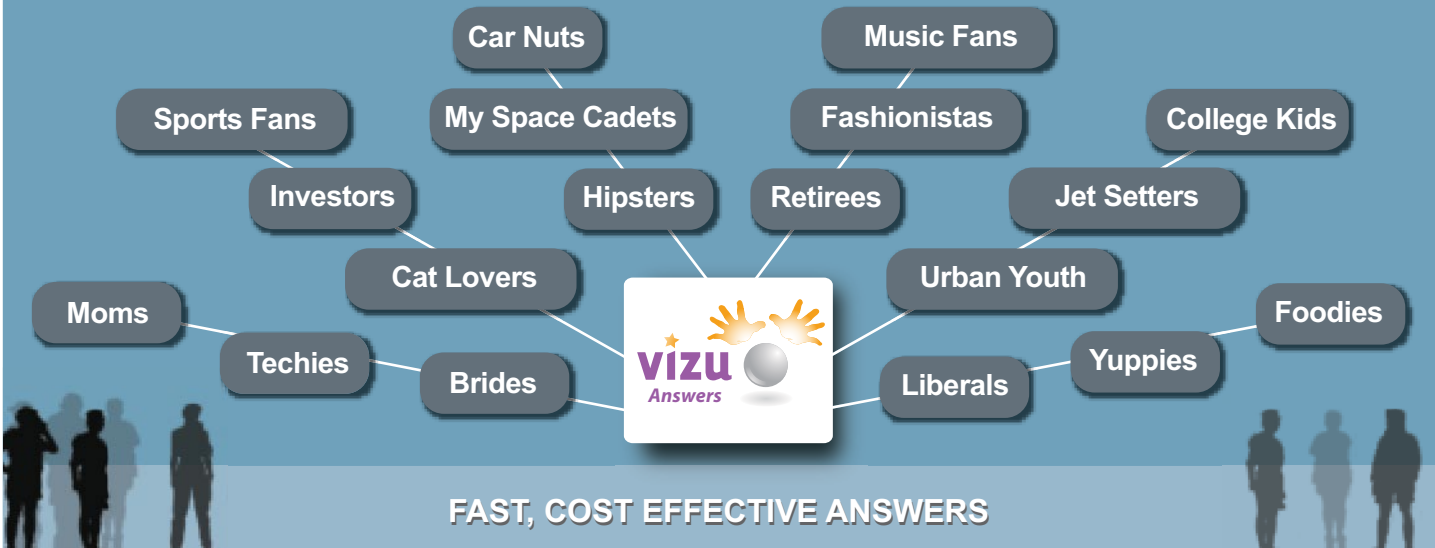 Car Nuts
Music Fans
Sports Fans
My Space Cadets
Fashionistas
College Kids
Investors
Hipsters
Retirees
Jet Setters
Cat Lovers
Urban Youth
Moms
Foodies
Techies
Brides
vizu
Answers
Liberals
Yuppies
FAST, COST EFFECTIVE ANSWERS